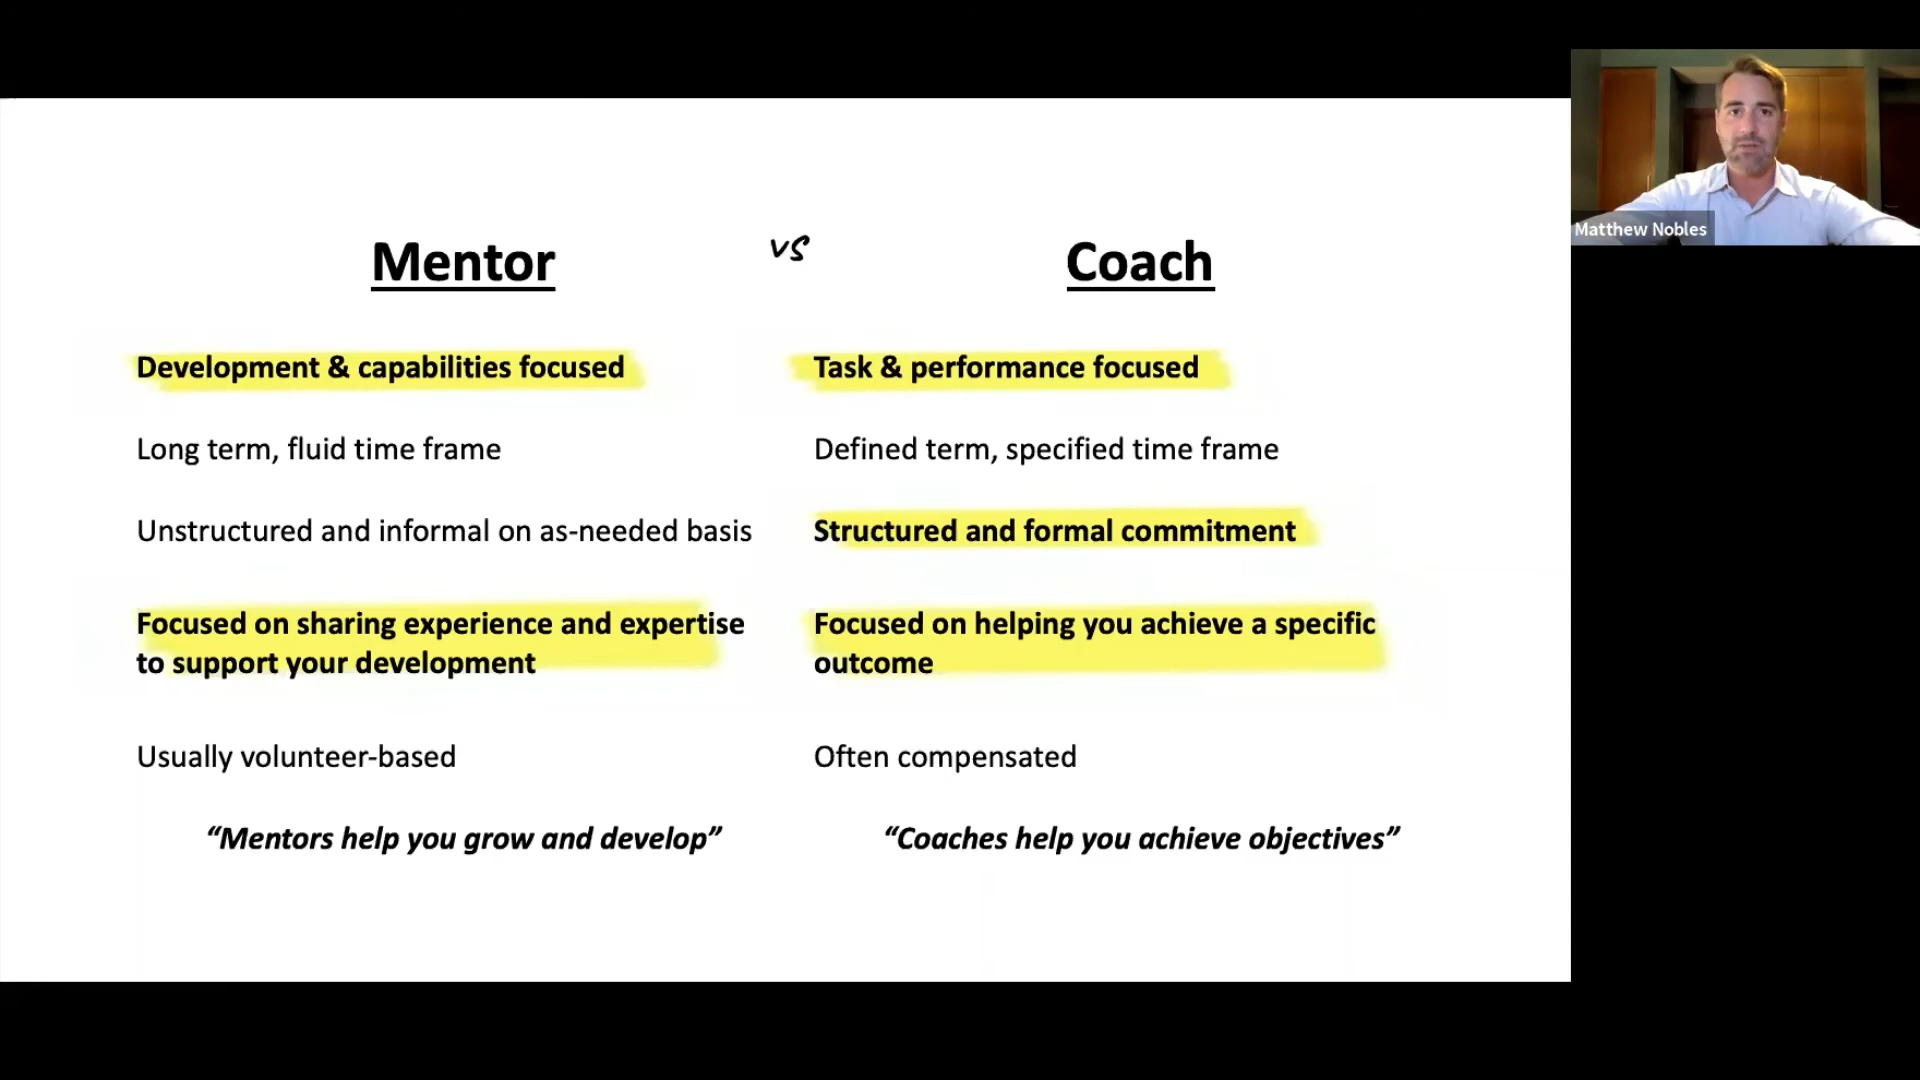 Mentor vs Coach
Development & capabilities focused
Task & performance focused
Long term, fluid time frame
Defined term, specified time frame
Unstructured and informal on as-needed basis
Structured and formal commitment
Focused on sharing experience and expertise
to support your development
Focused on helping you achieve a specific
outcome
Usually volunteer-based
Often compensated
“Mentors help you grow and develop”
“Coaches help you achieve objectives”
Matthew Nobles